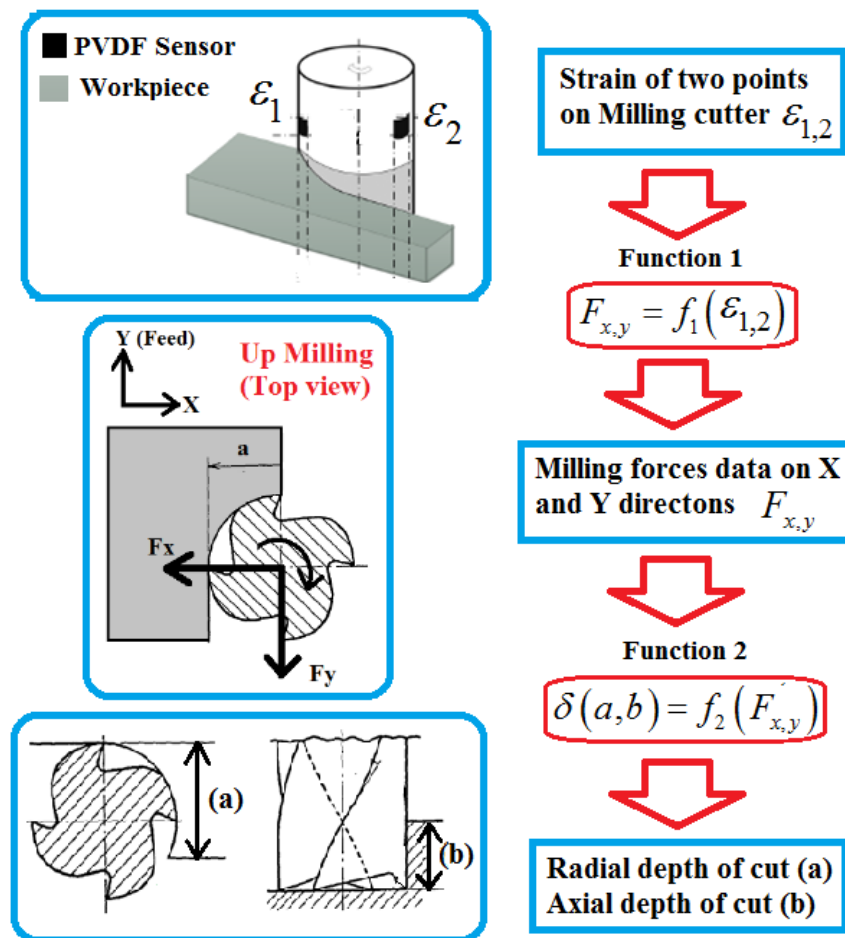 PVDF Sensor
Workpiece
ε₁
ε₂
Y (Feed)
X
Up Milling
(Top view)
a
Fx
Fy
(a)
(b)
Strain of two points
on Milling cutter ε₁,₂
Function 1
Fₓ,ᵧ = f₁(ε₁,₂)
Milling forces data on X
and Y directons Fₓ,ᵧ
Function 2
δ(a,b) = f₂(Fₓ,ᵧ)
Radial depth of cut (a)
Axial depth of cut (b)